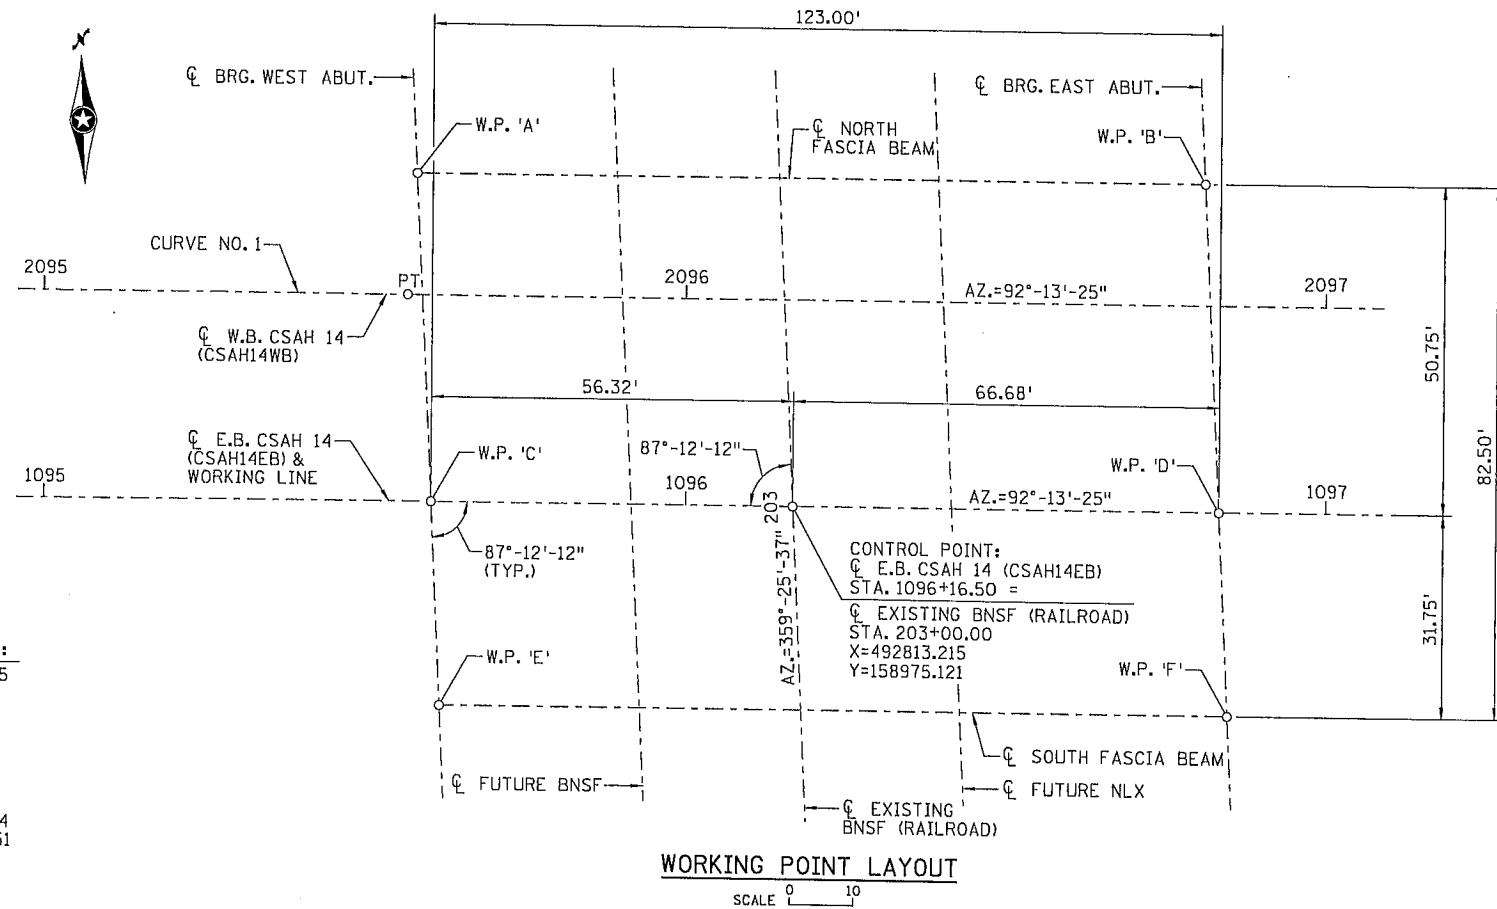 123.00'
N
℄ BRG. WEST ABUT.
℄ BRG. EAST ABUT.
W.P. 'A'
℄ NORTH
FASCIA BEAM
W.P. 'B'
CURVE NO. 1
2095
PT
2096
AZ.=92°-13'-25"
2097
℄ W.B. CSAH 14
(CSAH14WB)
50.75'
56.32'
66.68'
℄ E.B. CSAH 14
(CSAH14EB) &
WORKING LINE
W.P. 'C'
87°-12'-12"
W.P. 'D'
82.50'
1095
1096
203
AZ.=92°-13'-25"
1097
87°-12'-12"
(TYP.)
AZ.=359°-25'-37"
CONTROL POINT:
℄ E.B. CSAH 14 (CSAH14EB)
STA. 1096+16.50 =
℄ EXISTING BNSF (RAILROAD)
STA. 203+00.00
X=492813.215
Y=158975.121
31.75'
:
5
W.P. 'E'
W.P. 'F'
℄ SOUTH FASCIA BEAM
℄ FUTURE BNSF
℄ FUTURE NLX
℄ EXISTING
BNSF (RAILROAD)
4
51
WORKING POINT LAYOUT
SCALE 0 10